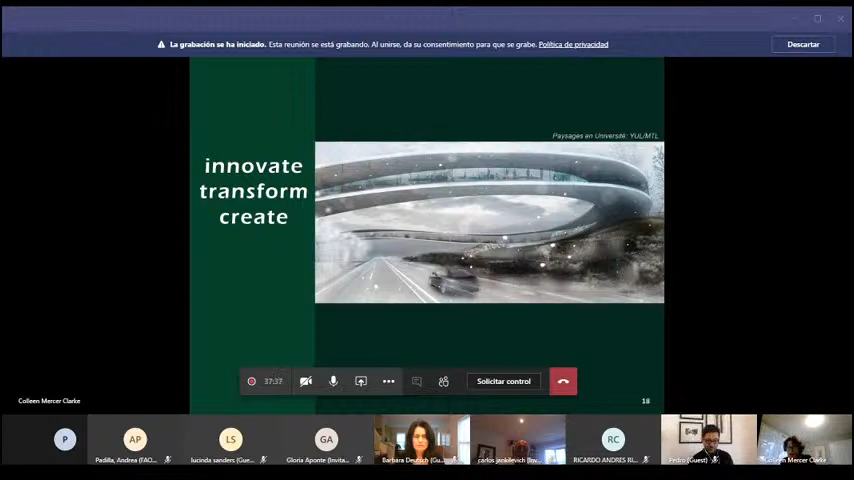 La grabación se ha iniciado. Esta reunión se está grabando. Al unirse, da su consentimiento para que se grabe. Política de privacidad
Descartar
Paysages en Université: YUL/MTL
innovate
transform
create
37:37
Solicitar control
Colleen Mercer Clarke
18
P
AP
LS
GA
RC
Padilla, Andrea (FAO...
lucinda sanders (Gue...
Gloria Aponte (Invita...
Barbara Deutsch (Gu...
carlos jankilevich (Inv...
RICARDO ANDRES RI...
Pedro (Guest)
Colleen Mercer Clarke